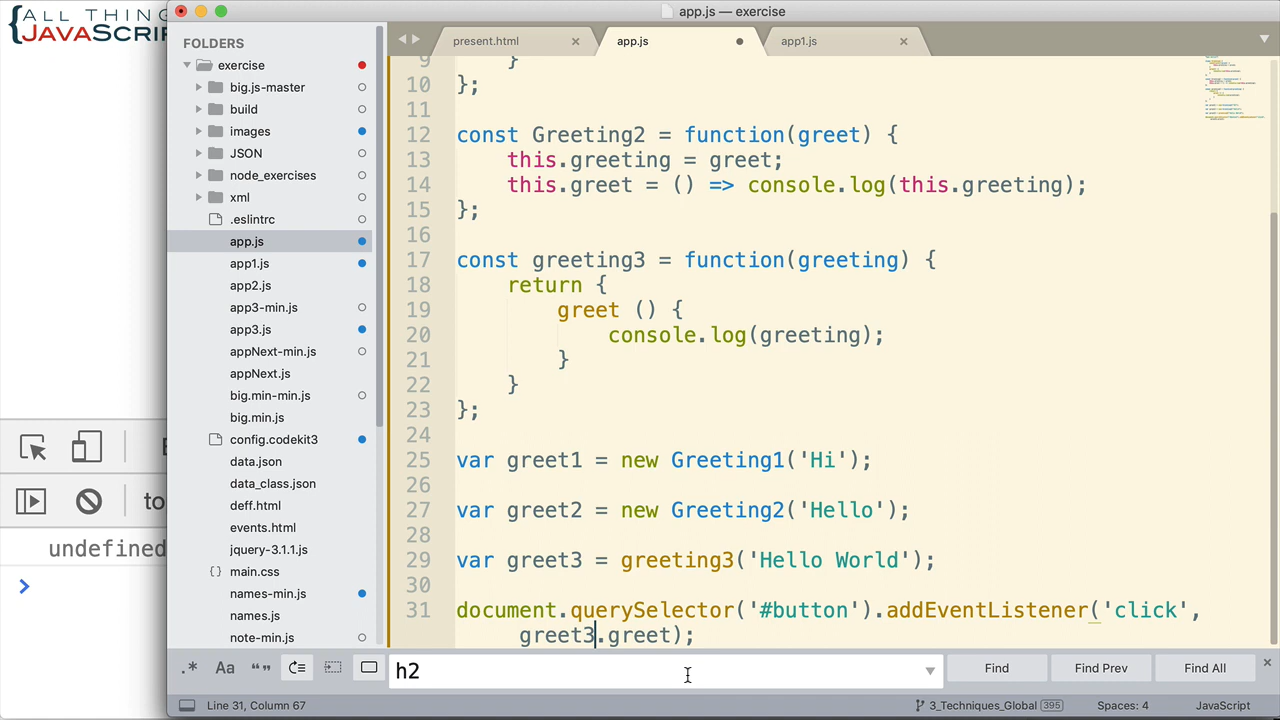 ALL THING
JAVASCRI
app.js — exercise
FOLDERS
exercise
big.js-master
build
images
JSON
node_exercises
xml
.eslintrc
app.js
app1.js
app2.js
app3-min.js
app3.js
appNext-min.js
appNext.js
big.min-min.js
big.min.js
config.codekit3
data.json
data_class.json
deff.html
events.html
jquery-3.1.1.js
main.css
names-min.js
names.js
note-min.js
present.html
app.js
app1.js
9 }
10 };
11
12 const Greeting2 = function(greet) {
13 this.greeting = greet;
14 this.greet = () => console.log(this.greeting);
15 };
16
17 const greeting3 = function(greeting) {
18 return {
19 greet () {
20 console.log(greeting);
21 }
22 }
23 };
24
25 var greet1 = new Greeting1('Hi');
26
27 var greet2 = new Greeting2('Hello');
28
29 var greet3 = greeting3('Hello World');
30
31 document.querySelector('#button').addEventListener('click',
greet3.greet);
to
undefined
>
.* Aa “” h2 Find Find Prev Find All
Line 31, Column 67 3_Techniques_Global 395 Spaces: 4 JavaScript